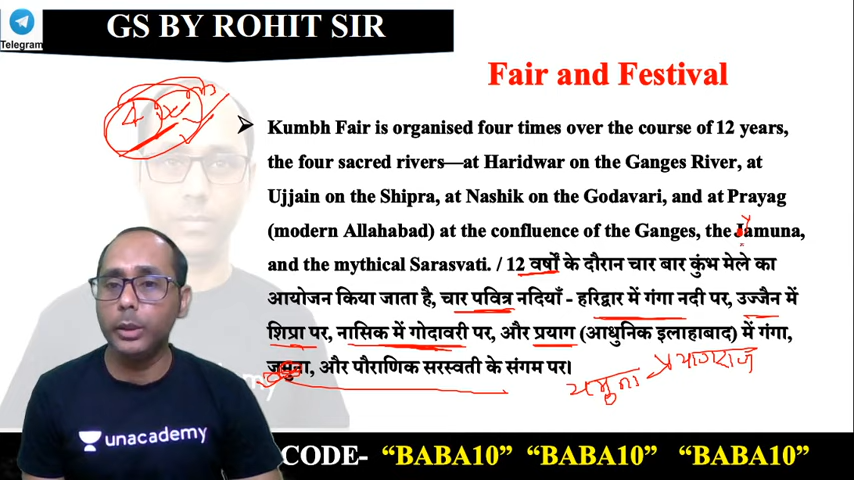 Telegram
GS BY ROHIT SIR
Fair and Festival
4
➤ Kumbh Fair is organised four times over the course of 12 years,
the four sacred rivers—at Haridwar on the Ganges River, at
Ujjain on the Shipra, at Nashik on the Godavari, and at Prayag
(modern Allahabad) at the confluence of the Ganges, the Jamuna,
and the mythical Sarasvati. / 12 वर्षों के दौरान चार बार कुंभ मेले का
आयोजन किया जाता है, चार पवित्र नदियाँ - हरिद्वार में गंगा नदी पर, उज्जैन में
शिप्रा पर, नासिक में गोदावरी पर, और प्रयाग (आधुनिक इलाहाबाद) में गंगा,
जमुना, और पौराणिक सरस्वती के संगम पर।
यमुना
unacademy
CODE- “BABA10” “BABA10” “BABA10”